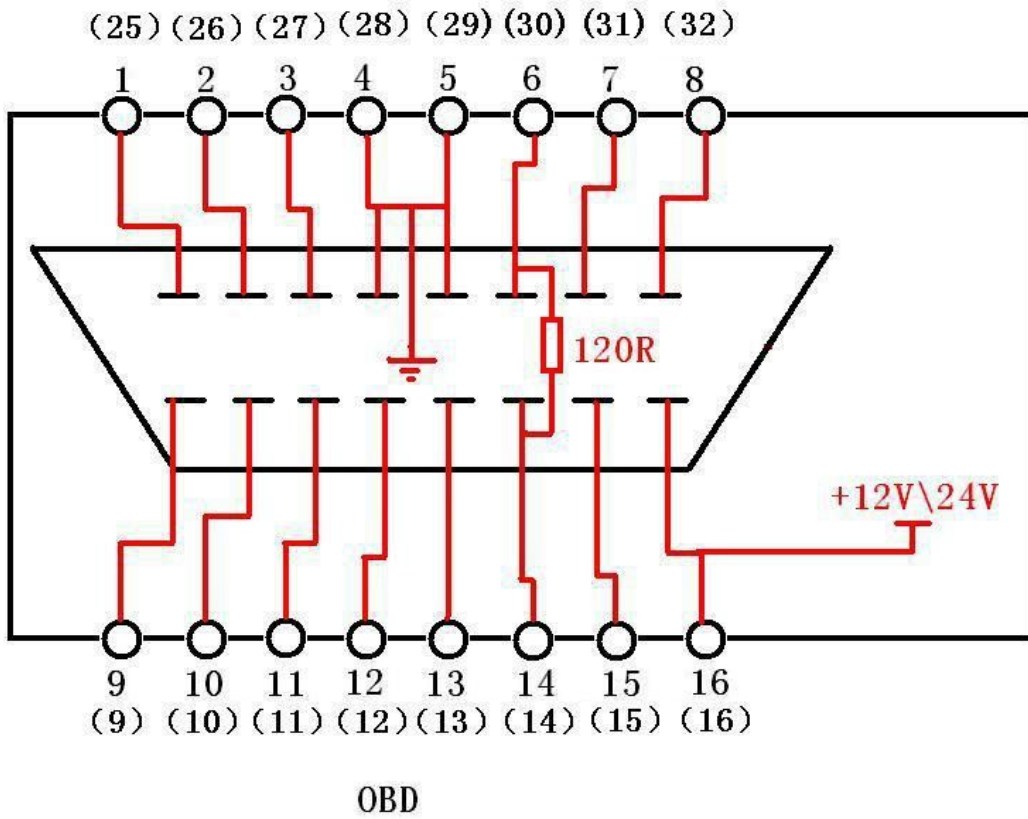 (25) (26) (27) (28) (29) (30) (31) (32)
1 2 3 4 5 6 7 8
120R
+12V\24V
9 10 11 12 13 14 15 16
(9) (10) (11) (12) (13) (14) (15) (16)
OBD